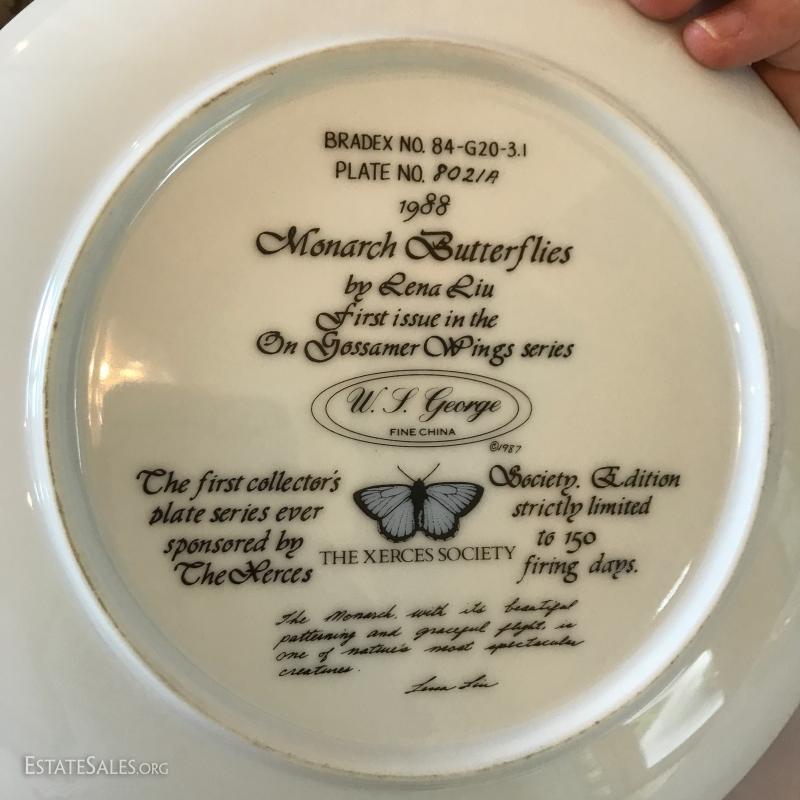 BRADEX NO. 84-G20-3.1
PLATE NO. 8021A
1988
Monarch Butterflies
by Lena Liu
First issue in the
On Gossamer Wings series
W. S. George
FINE CHINA
©1987
The first collector's
plate series ever
sponsored by
The Xerces
THE XERCES SOCIETY
Society. Edition
strictly limited
to 150
firing days.
The Monarch, with its beautiful
patterning and graceful flight, is
one of nature's most spectacular
creatures.
Lena Liu
ESTATESALES.ORG